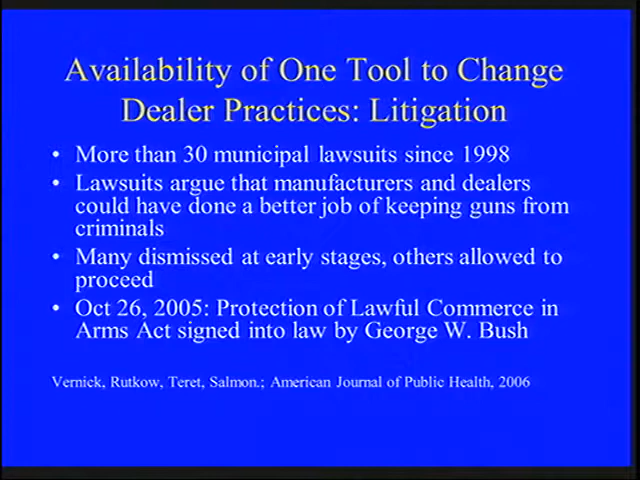 Availability of One Tool to Change
Dealer Practices: Litigation
• More than 30 municipal lawsuits since 1998
• Lawsuits argue that manufacturers and dealers
could have done a better job of keeping guns from
criminals
• Many dismissed at early stages, others allowed to
proceed
• Oct 26, 2005: Protection of Lawful Commerce in
Arms Act signed into law by George W. Bush
Vernick, Rutkow, Teret, Salmon.; American Journal of Public Health, 2006